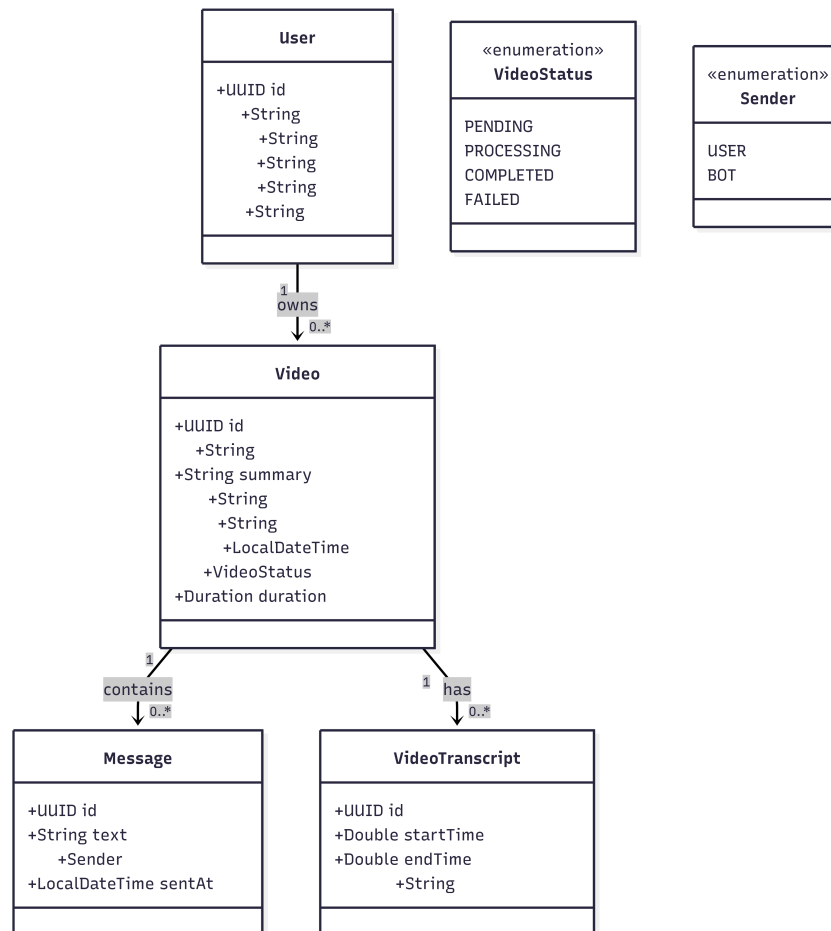 User
+UUID id
+String
+String
+String
+String
+String
«enumeration»
VideoStatus
PENDING
PROCESSING
COMPLETED
FAILED
«enumeration»
Sender
USER
BOT
1
owns
0..*
Video
+UUID id
+String
+String summary
+String
+String
+LocalDateTime
+VideoStatus
+Duration duration
1
contains
0..*
1
has
0..*
Message
+UUID id
+String text
+Sender
+LocalDateTime sentAt
VideoTranscript
+UUID id
+Double startTime
+Double endTime
+String